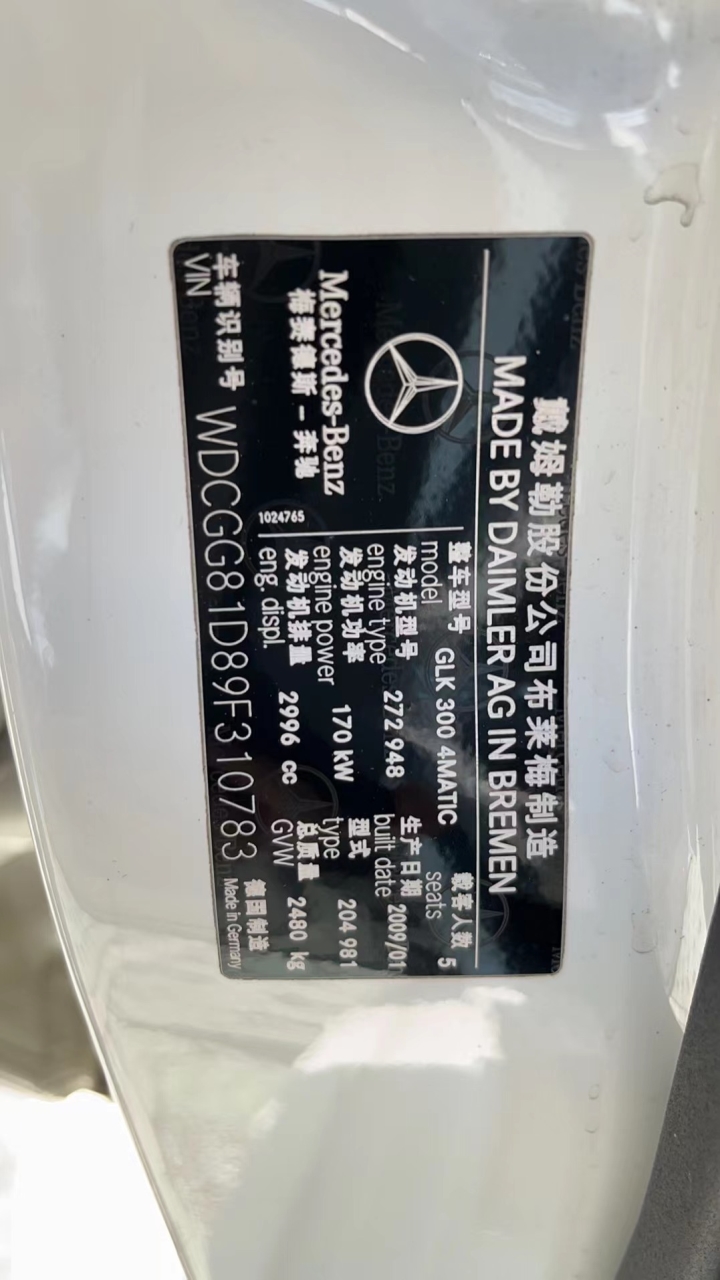 戴姆勒股份公司布莱梅制造
MADE BY DAIMLER AG IN BREMEN
Mercedes-Benz
梅赛德斯 - 奔驰
整车型号 GLK 300 4MATIC 载客人数 5
model seats
发动机型号 272 948 生产日期 2009/01
engine type built date
发动机功率 170 kW 型式 204 981
engine power type
发动机排量 2996 cc 总质量 2480 kg
eng. displ. GVW
1024765
车辆识别号 WDCGG81D89F310783 德国制造
VIN Made in Germany